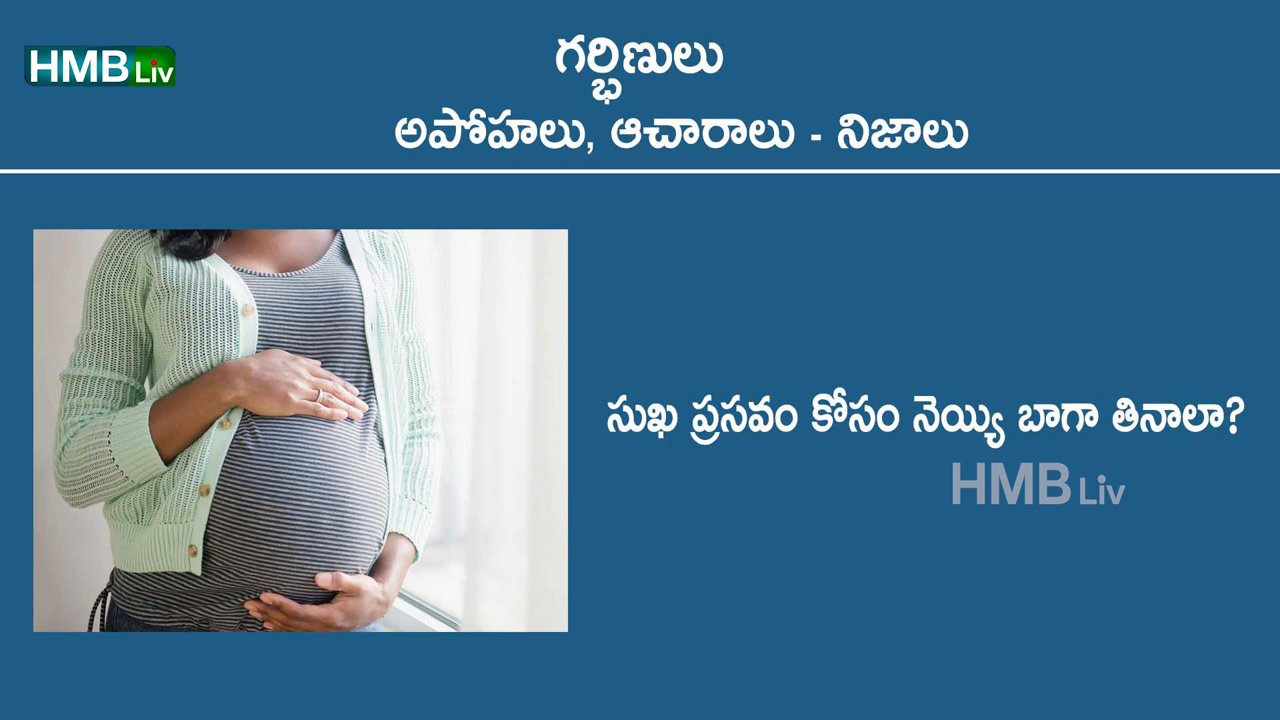 HMB Liv
గర్భిణులు
అపోహలు, ఆచారాలు - నిజాలు
సుఖ ప్రసవం కోసం నెయ్యి బాగా తినాలా?
HMB Liv